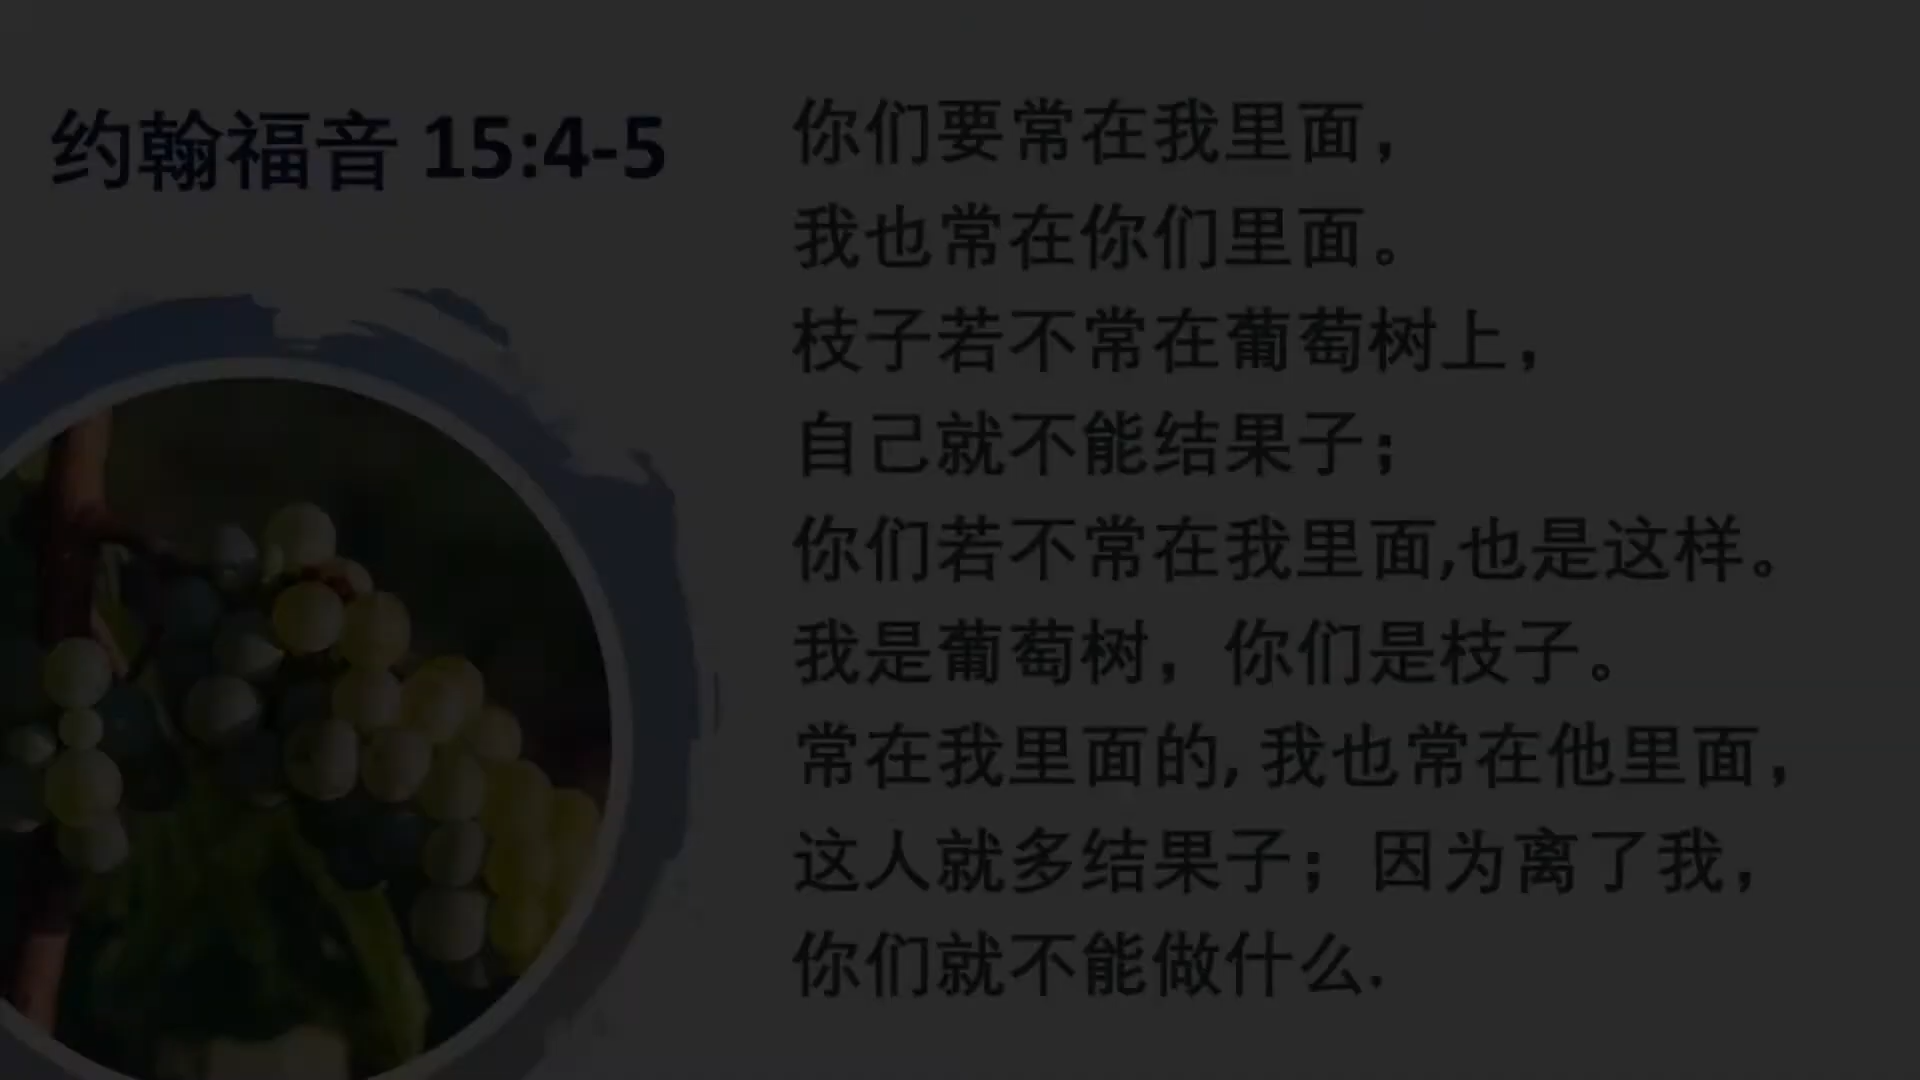 约翰福音 15:4-5
你们要常在我里面，
我也常在你们里面。
枝子若不常在葡萄树上，
自己就不能结果子；
你们若不常在我里面,也是这样。
我是葡萄树，你们是枝子。
常在我里面的,我也常在他里面，
这人就多结果子；因为离了我，
你们就不能做什么.